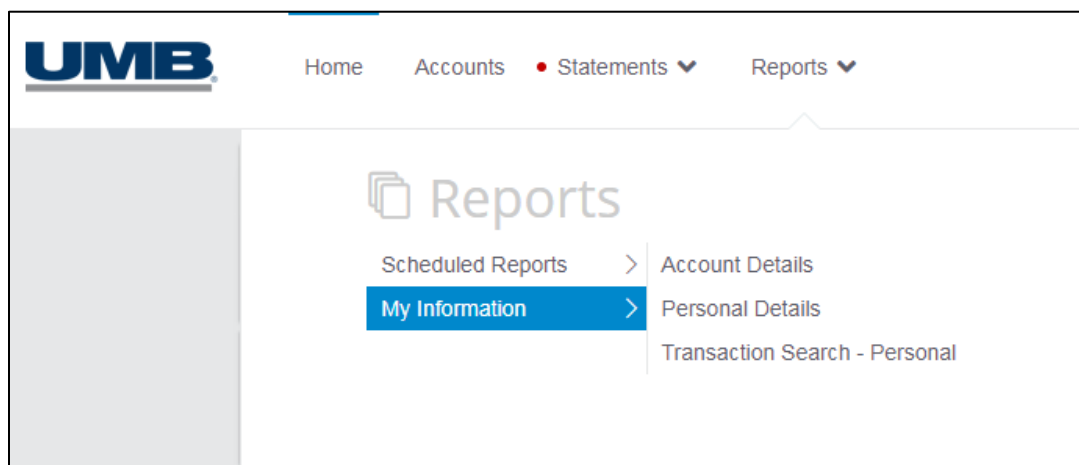 UMB®
Home Accounts Statements Reports
Reports
Scheduled Reports Account Details
My Information Personal Details
Transaction Search - Personal